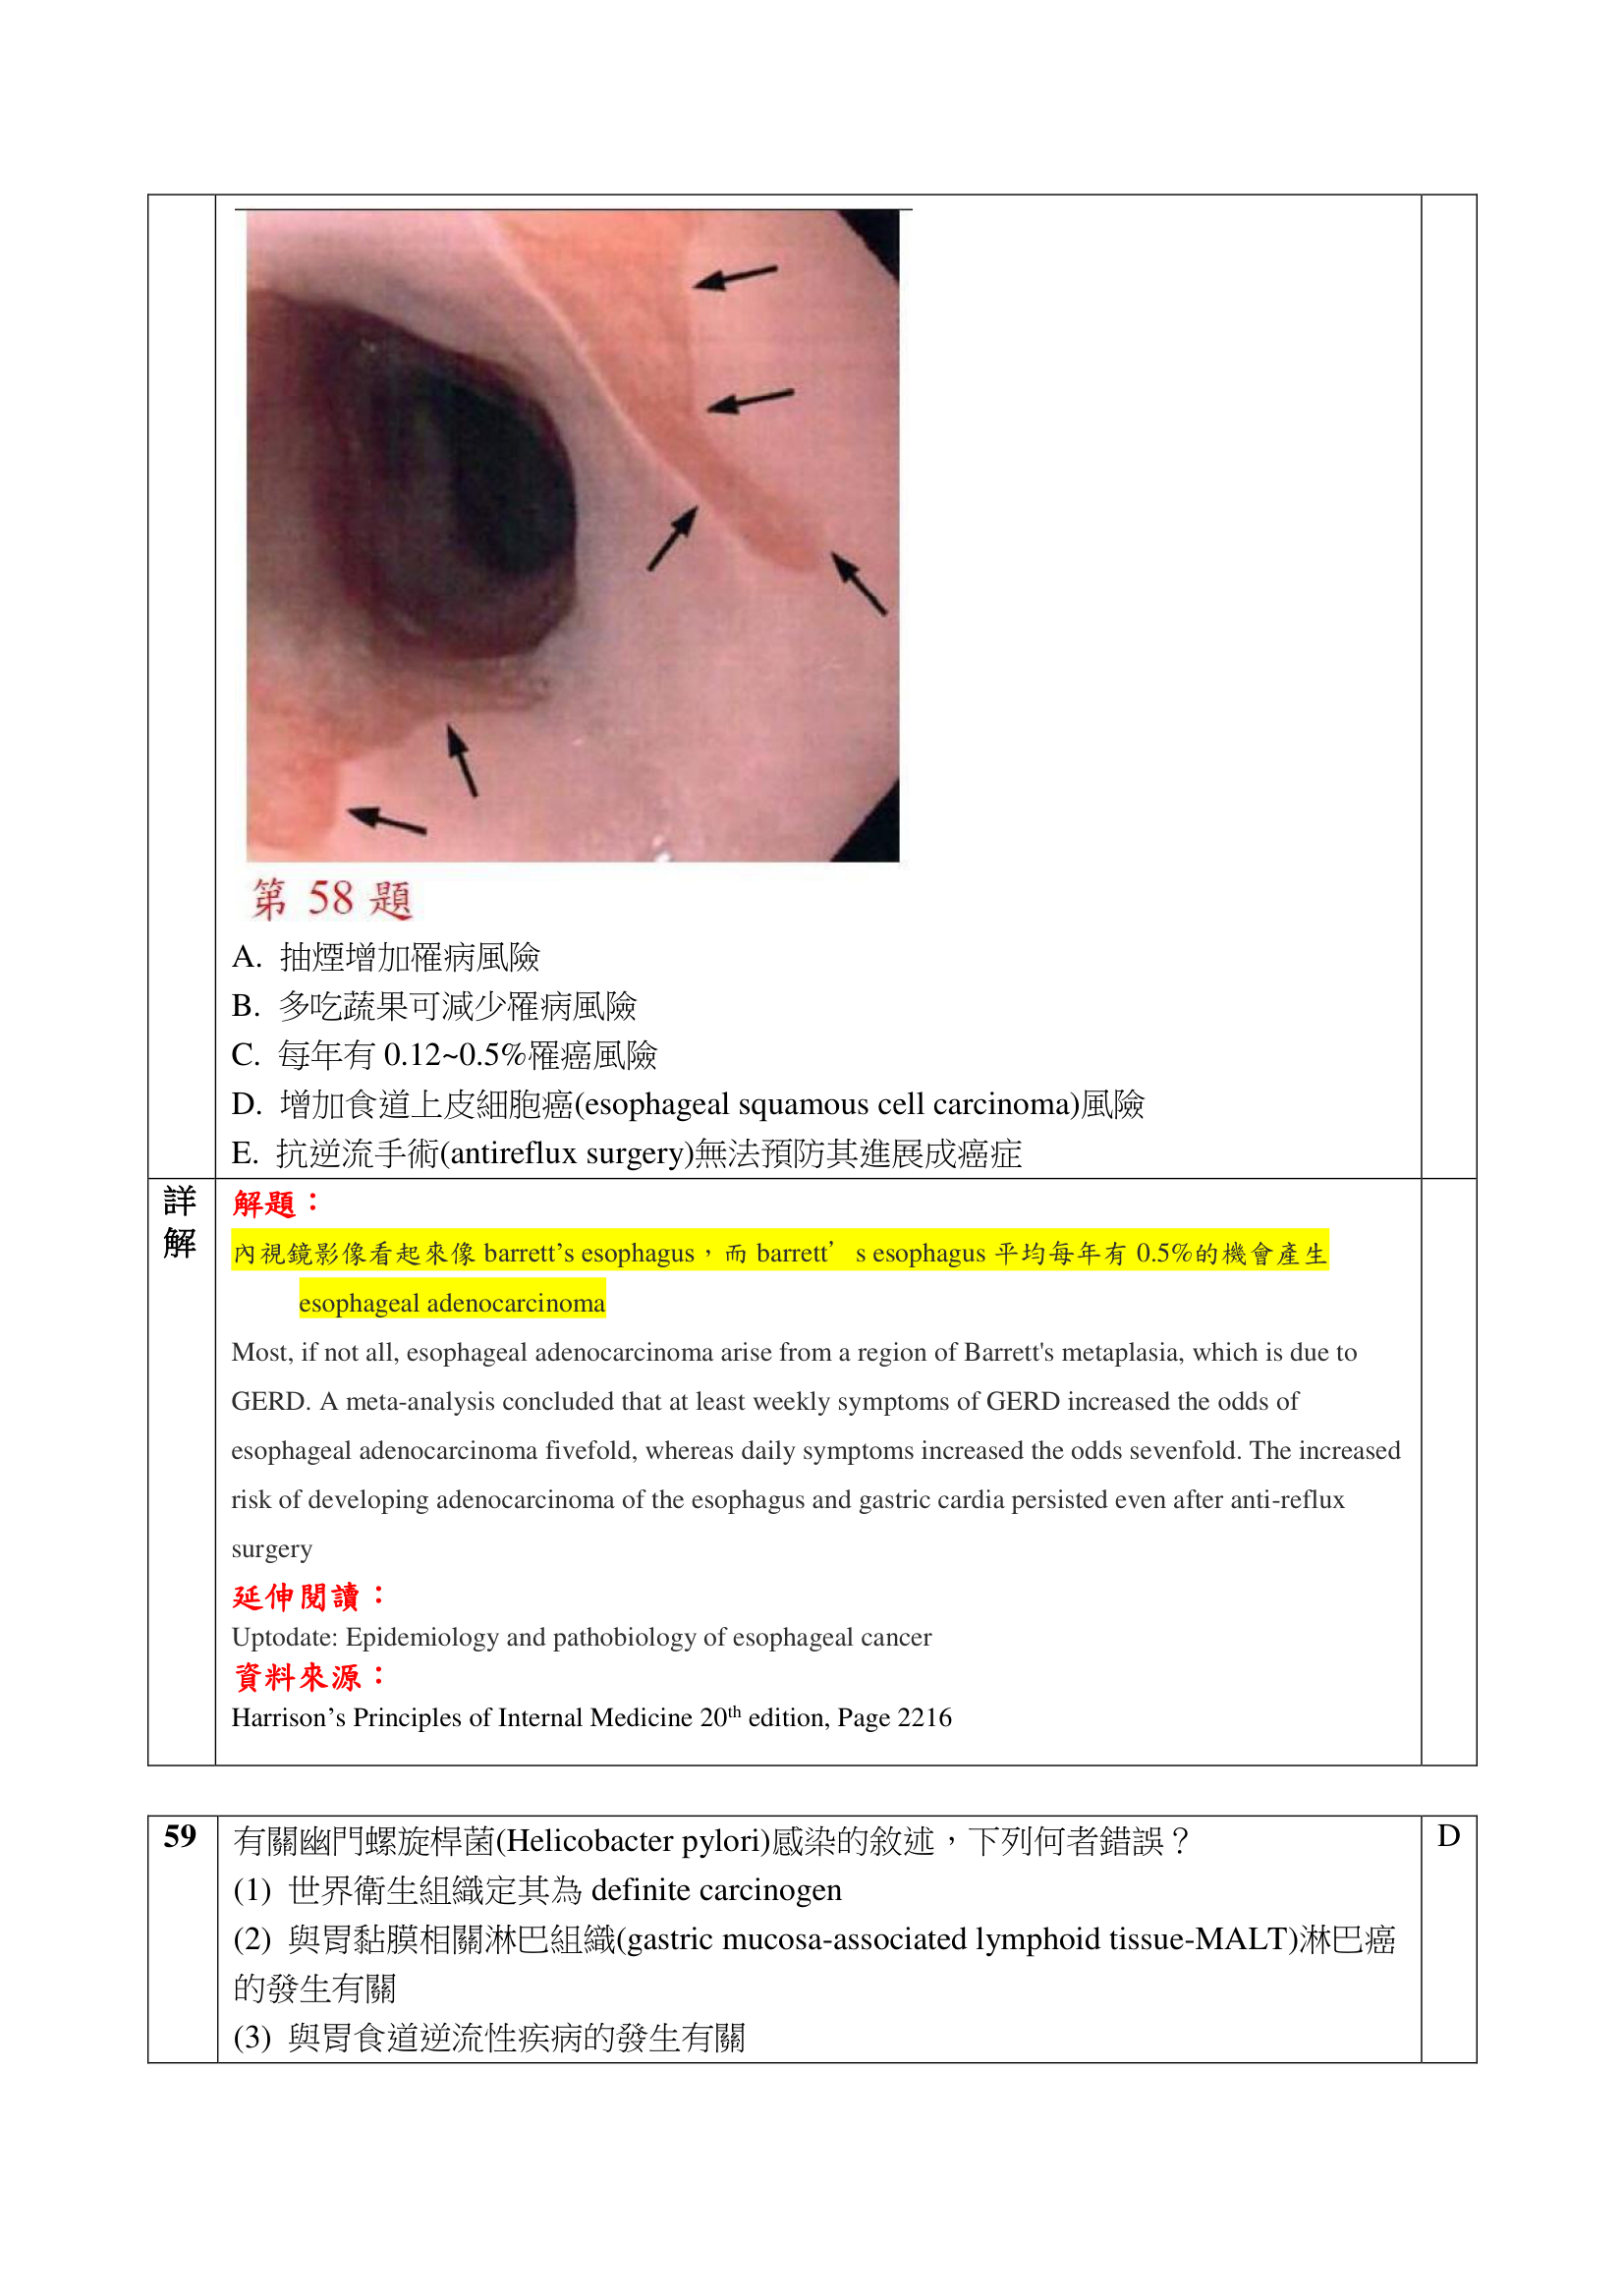 第 58 題
A. 抽煙增加罹病風險
B. 多吃蔬果可減少罹病風險
C. 每年有 0.12~0.5%罹癌風險
D. 增加食道上皮細胞癌(esophageal squamous cell carcinoma)風險
E. 抗逆流手術(antireflux surgery)無法預防其進展成癌症
詳解
解題：
內視鏡影像看起來像 barrett’s esophagus，而 barrett’s esophagus 平均每年有 0.5%的機會產生
esophageal adenocarcinoma
Most, if not all, esophageal adenocarcinoma arise from a region of Barrett's metaplasia, which is due to
GERD. A meta-analysis concluded that at least weekly symptoms of GERD increased the odds of
esophageal adenocarcinoma fivefold, whereas daily symptoms increased the odds sevenfold. The increased
risk of developing adenocarcinoma of the esophagus and gastric cardia persisted even after anti-reflux
surgery
延伸閱讀：
Uptodate: Epidemiology and pathobiology of esophageal cancer
資料來源：
Harrison’s Principles of Internal Medicine 20th edition, Page 2216
59 有關幽門螺旋桿菌(Helicobacter pylori)感染的敘述，下列何者錯誤？ D
(1) 世界衛生組織定其為 definite carcinogen
(2) 與胃黏膜相關淋巴組織(gastric mucosa-associated lymphoid tissue-MALT)淋巴癌
的發生有關
(3) 與胃食道逆流性疾病的發生有關